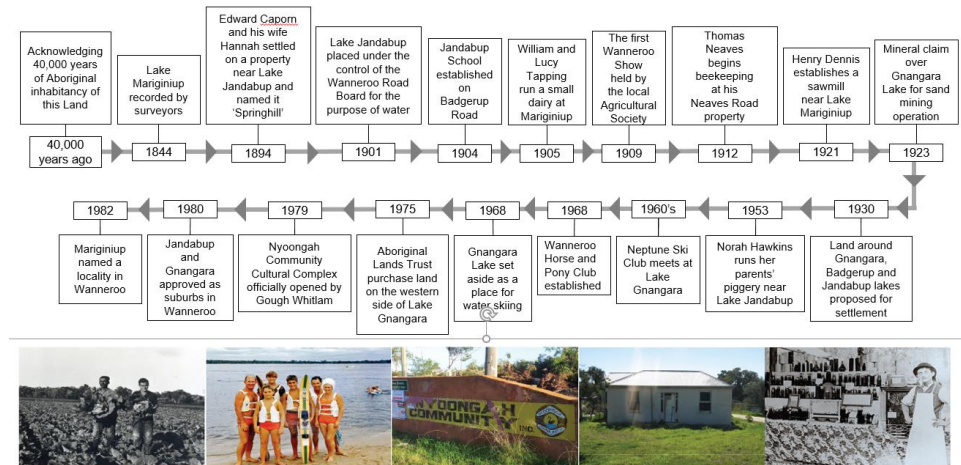 Acknowledging
40,000 years
of Aboriginal
inhabitancy of
this Land
40,000
years ago
Lake
Mariginiup
recorded by
surveyors
1844
Edward Caporn
and his wife
Hannah settled
on a property
near Lake
Jandabup and
named it
‘Springhill’
1894
Lake Jandabup
placed under the
control of the
Wanneroo Road
Board for the
purpose of water
1901
Jandabup
School
established
on
Badgerup
Road
1904
William and
Lucy
Tapping
run a small
dairy at
Mariginiup
1905
The first
Wanneroo
Show
held by
the local
Agricultural
Society
1909
Thomas
Neaves
begins
beekeeping
at his
Neaves Road
property
1912
Henry Dennis
establishes a
sawmill
near Lake
Mariginiup
1921
Mineral claim
over
Gnangara
Lake for sand
mining
operation
1923
1930
Land around
Gnangara,
Badgerup and
Jandabup lakes
proposed for
settlement
1953
Norah Hawkins
runs her
parents’
piggery near
Lake Jandabup
1960’s
Neptune Ski
Club meets at
Lake
Gnangara
1968
Wanneroo
Horse and
Pony Club
established
1968
Gnangara
Lake set
aside as a
place for
water skiing
1975
Aboriginal
Lands Trust
purchase land
on the western
side of Lake
Gnangara
1979
Nyoongah
Community
Cultural Complex
officially opened by
Gough Whitlam
1980
Jandabup
and
Gnangara
approved as
suburbs in
Wanneroo
1982
Mariginiup
named a
locality in
Wanneroo
YOONGAH
COMMUNITY INC